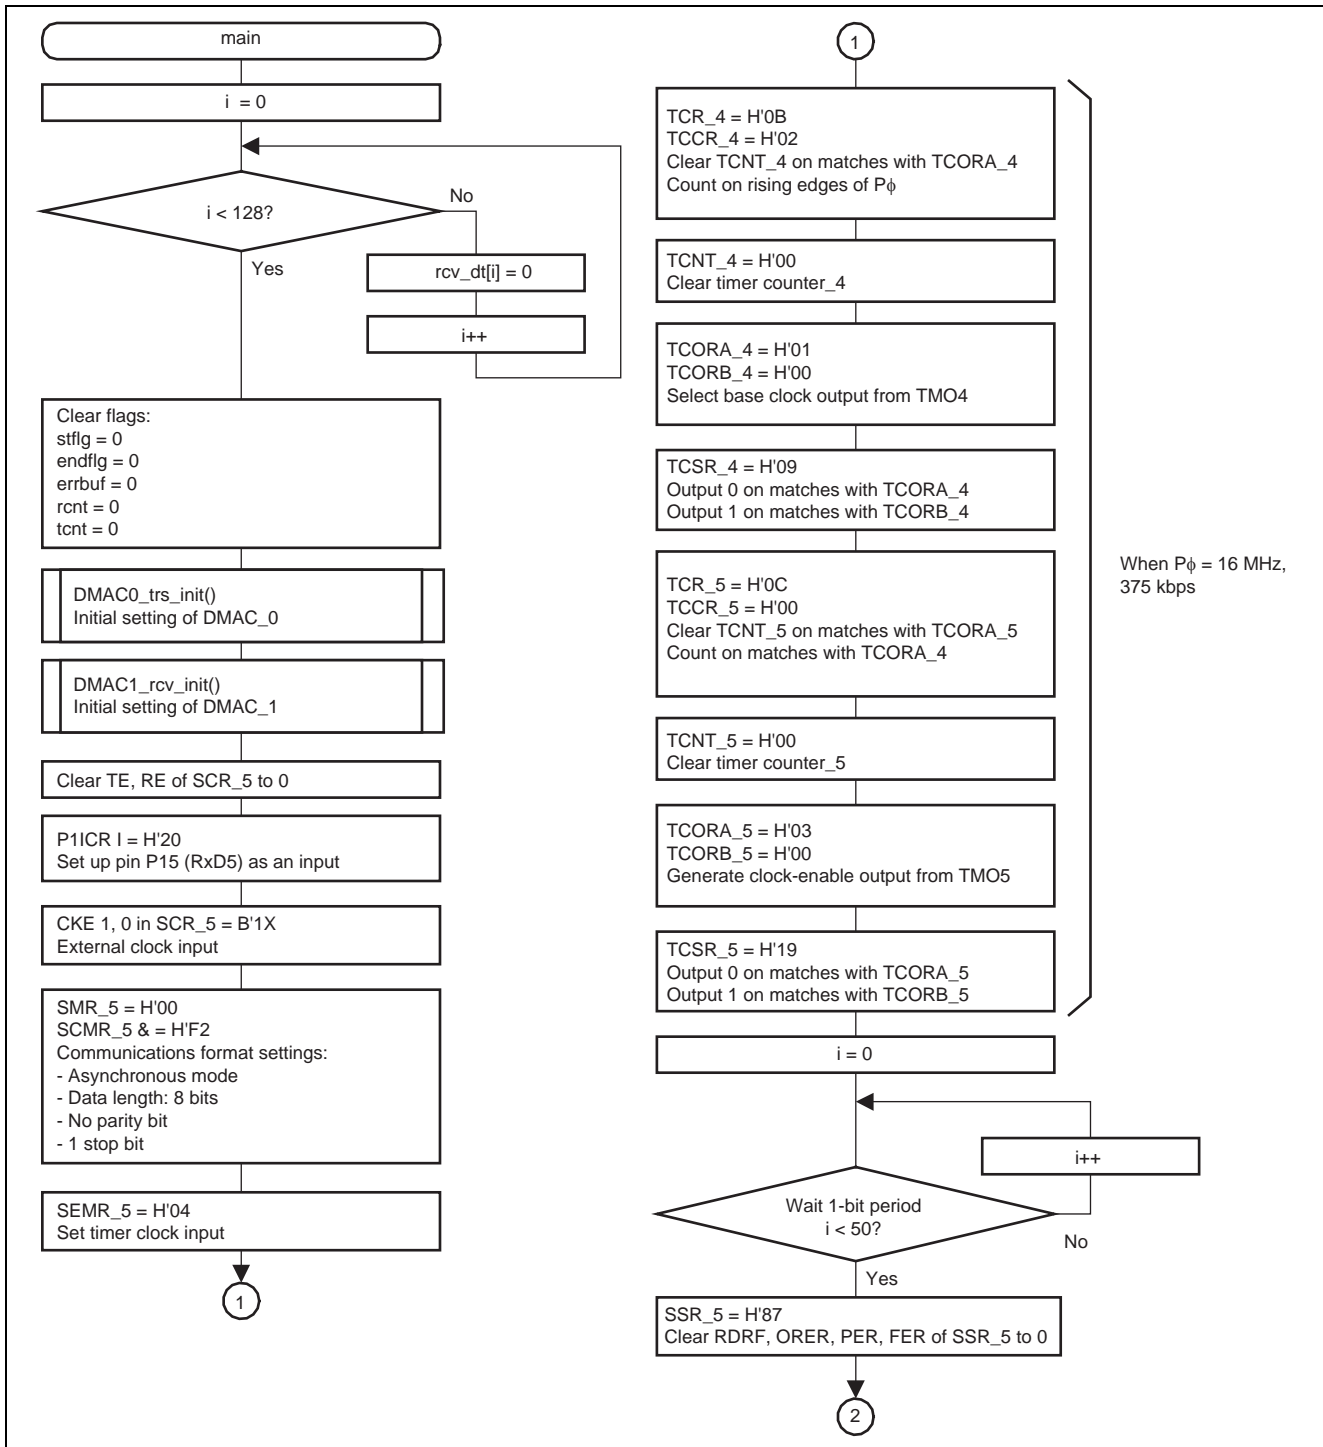 main
i = 0
i < 128?
No
Yes
rcv_dt[i] = 0
i++
Clear flags:
stflg = 0
endflg = 0
errbuf = 0
rcnt = 0
tcnt = 0
DMAC0_trs_init()
Initial setting of DMAC_0
DMAC1_rcv_init()
Initial setting of DMAC_1
Clear TE, RE of SCR_5 to 0
P1ICR I = H'20
Set up pin P15 (RxD5) as an input
CKE 1, 0 in SCR_5 = B'1X
External clock input
SMR_5 = H'00
SCMR_5 & = H'F2
Communications format settings:
- Asynchronous mode
- Data length: 8 bits
- No parity bit
- 1 stop bit
SEMR_5 = H'04
Set timer clock input
1
1
TCR_4 = H'0B
TCCR_4 = H'02
Clear TCNT_4 on matches with TCORA_4
Count on rising edges of Pϕ
TCNT_4 = H'00
Clear timer counter_4
TCORA_4 = H'01
TCORB_4 = H'00
Select base clock output from TMO4
TCSR_4 = H'09
Output 0 on matches with TCORA_4
Output 1 on matches with TCORB_4
TCR_5 = H'0C
TCCR_5 = H'00
Clear TCNT_5 on matches with TCORA_5
Count on matches with TCORA_4
TCNT_5 = H'00
Clear timer counter_5
TCORA_5 = H'03
TCORB_5 = H'00
Generate clock-enable output from TMO5
TCSR_5 = H'19
Output 0 on matches with TCORA_5
Output 1 on matches with TCORB_5
When Pϕ = 16 MHz,
375 kbps
i = 0
i++
Wait 1-bit period
i < 50?
No
Yes
SSR_5 = H'87
Clear RDRF, ORER, PER, FER of SSR_5 to 0
2